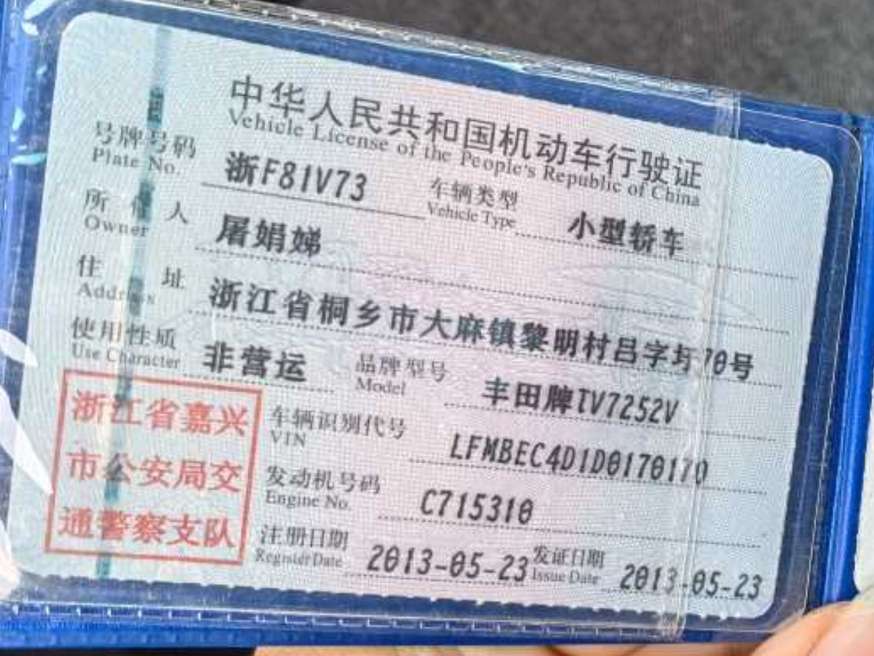 中华人民共和国机动车行驶证
Vehicle License of the People's Republic of China
号牌号码 浙F81V73 车辆类型 小型轿车
Plate No. Vehicle Type
所有人 屠娟娣
Owner
住址 浙江省桐乡市大麻镇黎明村吕字圩70号
Address
使用性质 非营运 品牌型号 丰田牌TV7252V
Use Character Model
浙江省嘉兴
市公安局交
通警察支队
车辆识别代号 LFMBEC4D1D0170170
VIN
发动机号码 C715310
Engine No.
注册日期 2013-05-23 发证日期 2013-05-23
Register Date Issue Date